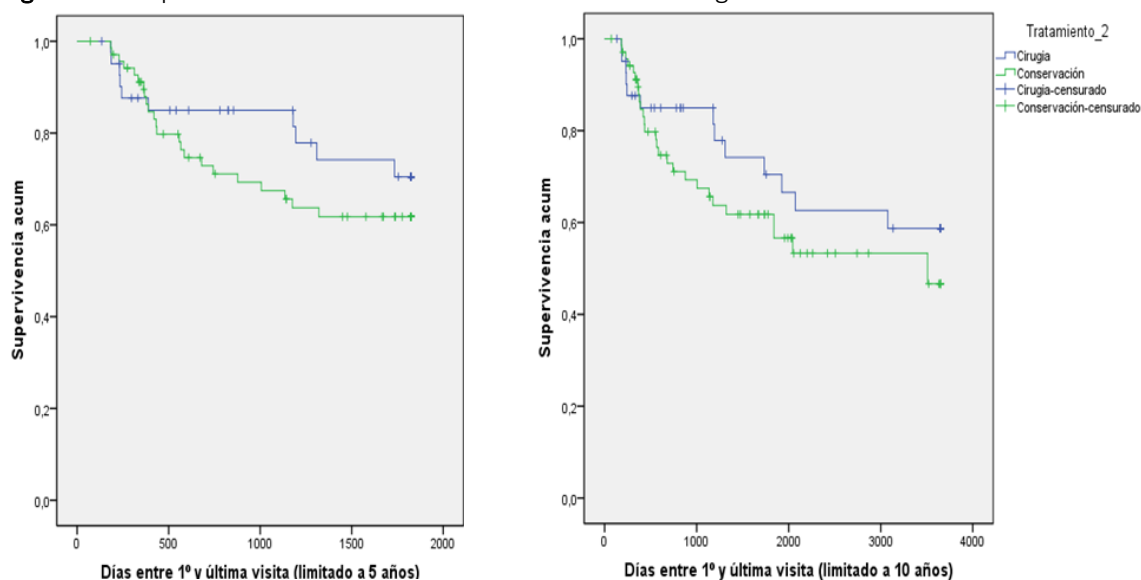 Supervivencia acum
1,0
0,8
0,6
0,4
0,2
0,0
0
500
1000
1500
2000
Días entre 1º y última visita (limitado a 5 años)
Supervivencia acum
1,0
0,8
0,6
0,4
0,2
0,0
0
1000
2000
3000
4000
Días entre 1º y última visita (limitado a 10 años)
Tratamiento_2
Cirugia
Conservación
Cirugia-censurado
Conservación-censurado